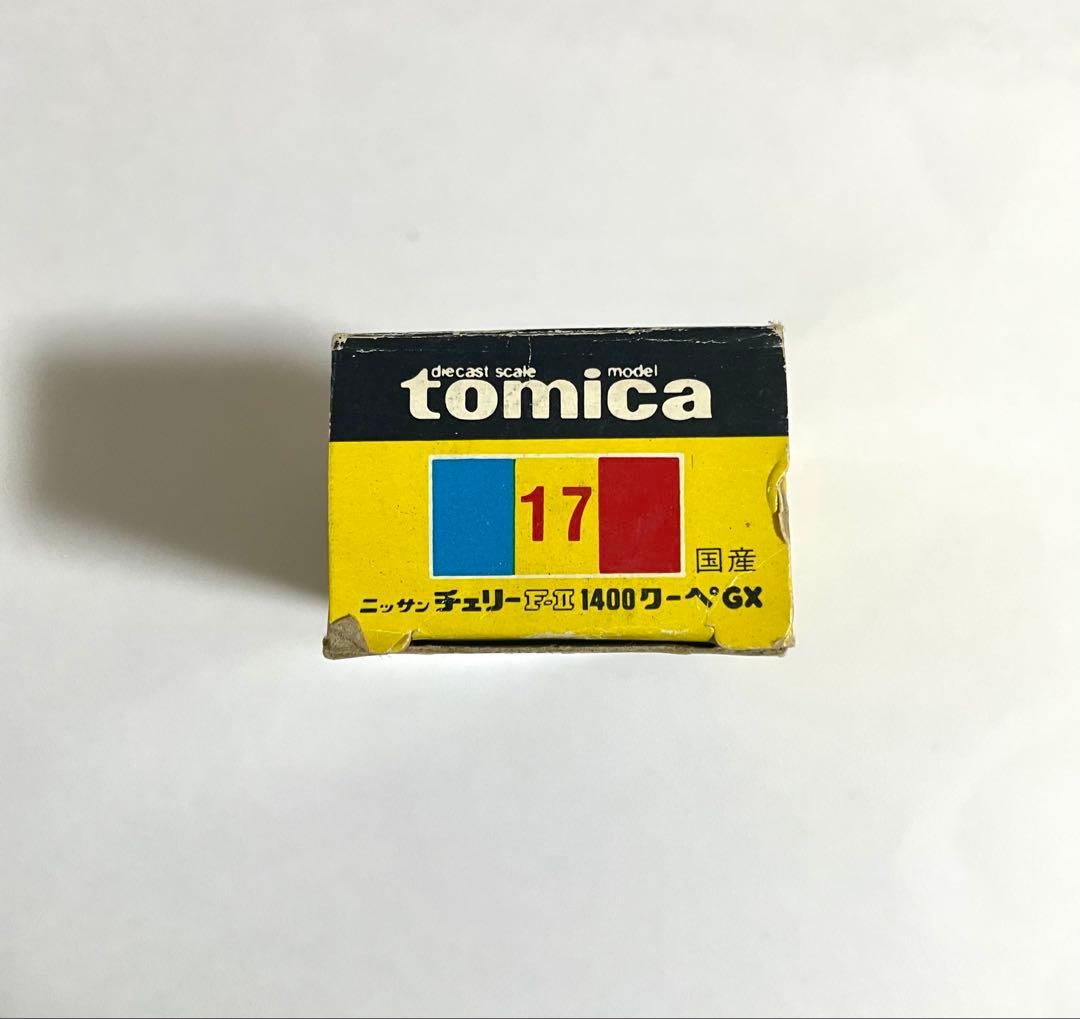 diecast scale model
tomica
17
国産
ニッサン チェリーF-II 1400クーペGX